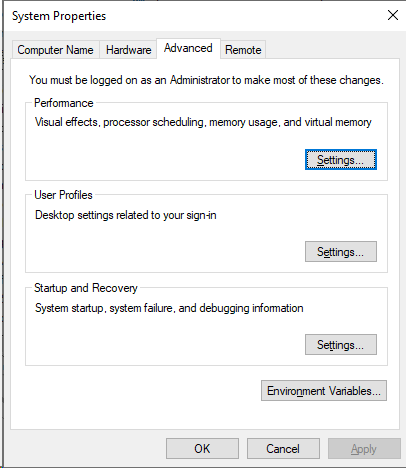 System Properties
Computer Name Hardware Advanced Remote
You must be logged on as an Administrator to make most of these changes.
Performance
Visual effects, processor scheduling, memory usage, and virtual memory
Settings...
User Profiles
Desktop settings related to your sign-in
Settings...
Startup and Recovery
System startup, system failure, and debugging information
Settings...
Environment Variables...
OK Cancel Apply